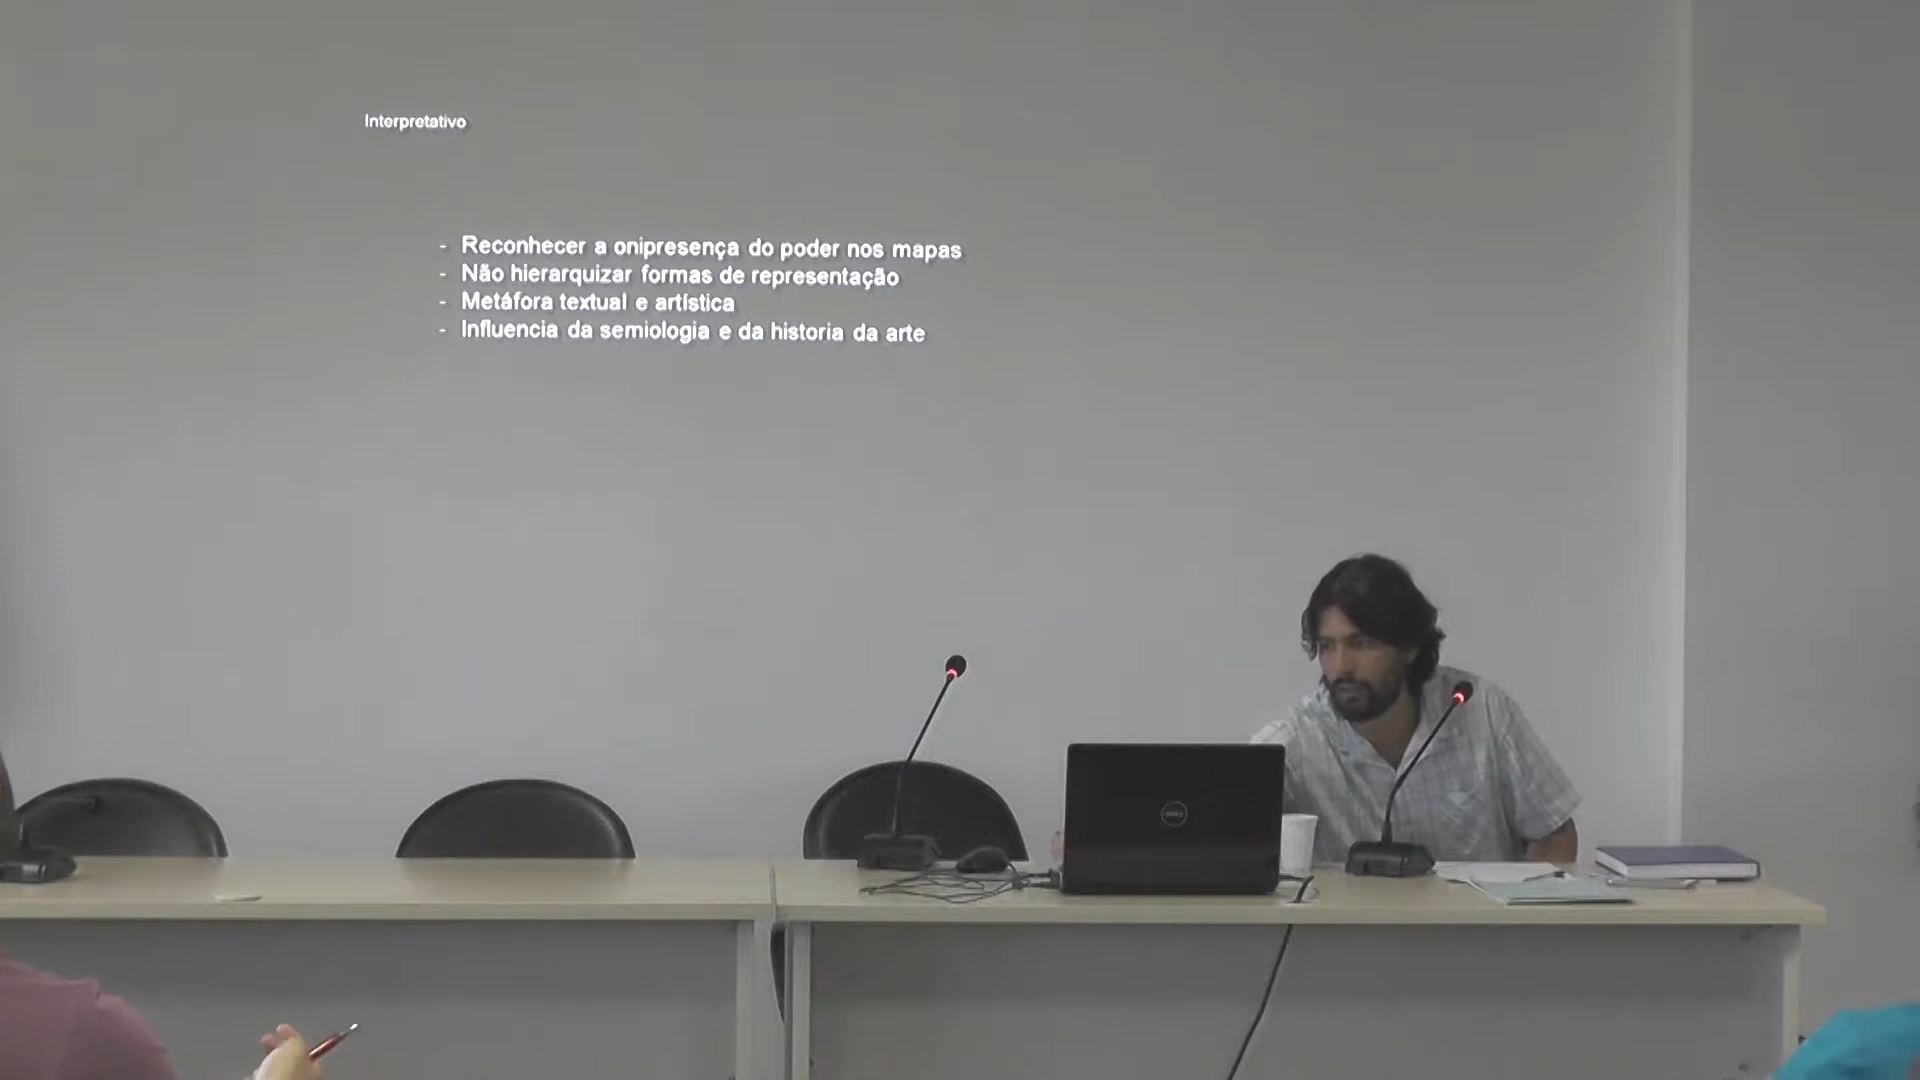 Interpretativo
- Reconhecer a onipresença do poder nos mapas
- Não hierarquizar formas de representação
- Metáfora textual e artística
- Influencia da semiologia e da historia da arte
DELL